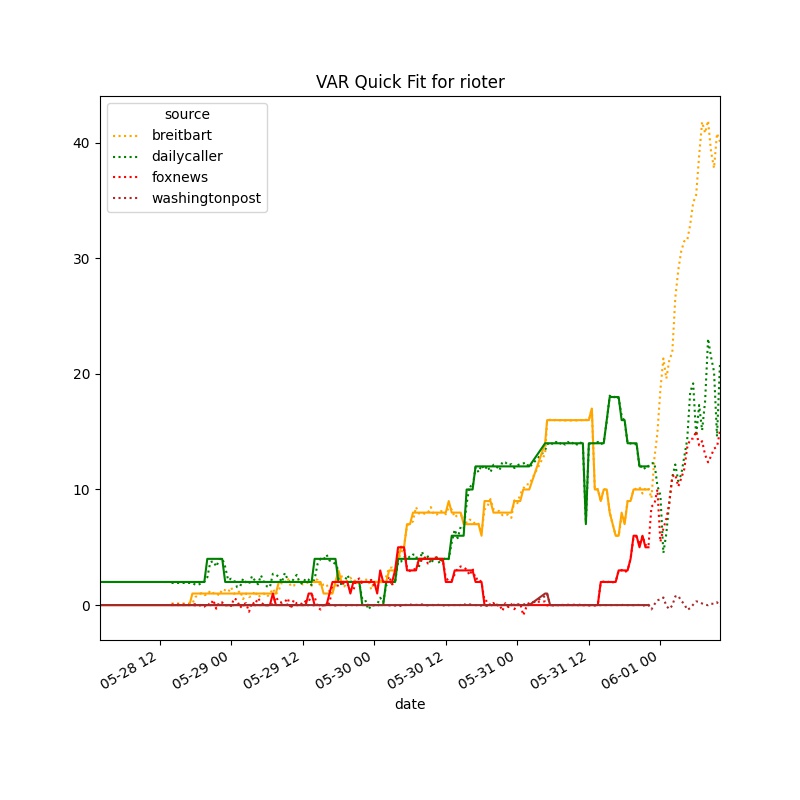 VAR Quick Fit for rioter
source
breitbart
dailycaller
foxnews
washingtonpost
40
30
20
10
0
05-28 12
05-29 00
05-29 12
05-30 00
05-30 12
05-31 00
05-31 12
06-01 00
date